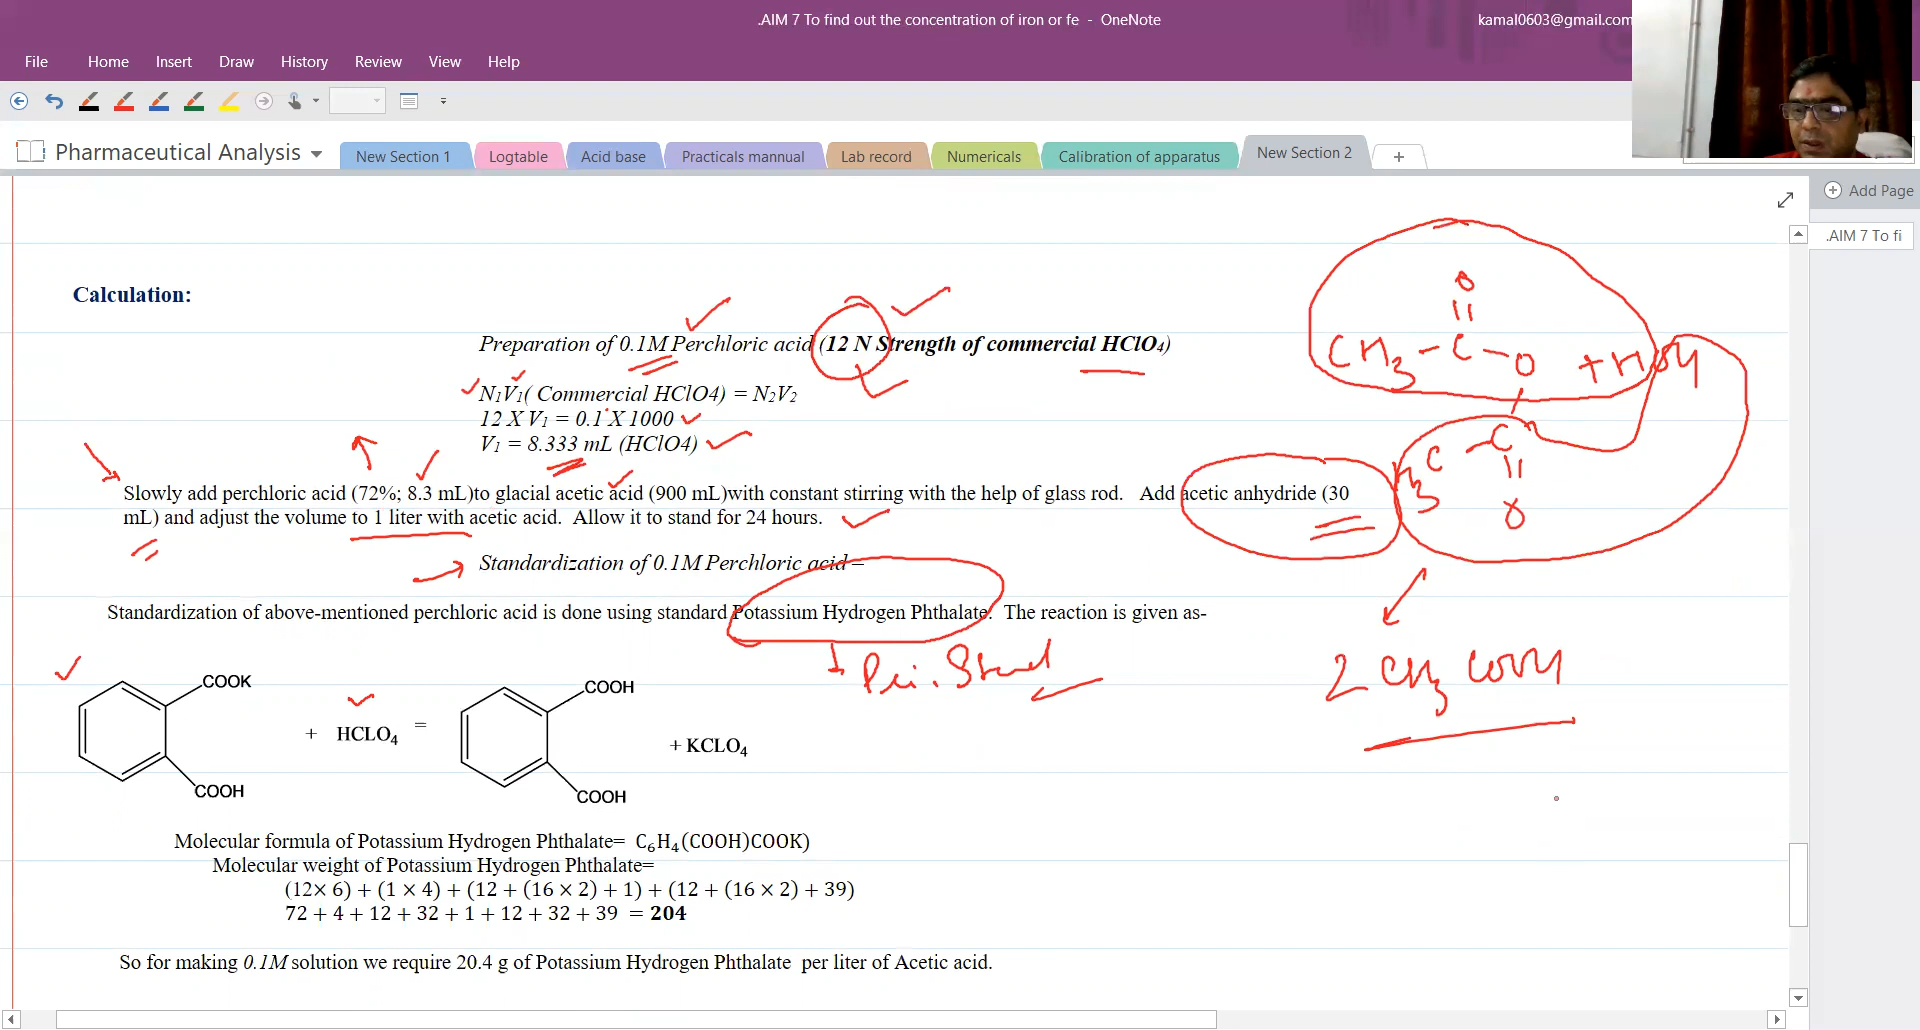 .AIM 7 To find out the concentration of iron or fe - OneNote
kamal0603@gmail.com
File Home Insert Draw History Review View Help
Pharmaceutical Analysis
New Section 1 Logtable Acid base Practicals mannual Lab record Numericals Calibration of apparatus New Section 2 +
Add Page
.AIM 7 To fi
Calculation:
Preparation of 0.1M Perchloric acid (12 N Strength of commercial HClO₄)
N₁V₁( Commercial HClO4) = N₂V₂
12 X V₁ = 0.1 X 1000
V₁ = 8.333 mL (HClO4)
Slowly add perchloric acid (72%; 8.3 mL)to glacial acetic acid (900 mL)with constant stirring with the help of glass rod. Add acetic anhydride (30
mL) and adjust the volume to 1 liter with acetic acid. Allow it to stand for 24 hours.
Standardization of 0.1M Perchloric acid –
Standardization of above-mentioned perchloric acid is done using standard Potassium Hydrogen Phthalate. The reaction is given as-
O
CH₃ - C - O + HOH
H₃C - C
O
2 CH₃ COOH
Pri. Stand
COOK
COOH
+ HCLO₄ =
COOH
COOH
+ KCLO₄
Molecular formula of Potassium Hydrogen Phthalate= C₆H₄(COOH)COOK)
Molecular weight of Potassium Hydrogen Phthalate=
(12× 6) + (1 × 4) + (12 + (16 × 2) + 1) + (12 + (16 × 2) + 39)
72 + 4 + 12 + 32 + 1 + 12 + 32 + 39 = 204
So for making 0.1M solution we require 20.4 g of Potassium Hydrogen Phthalate per liter of Acetic acid.